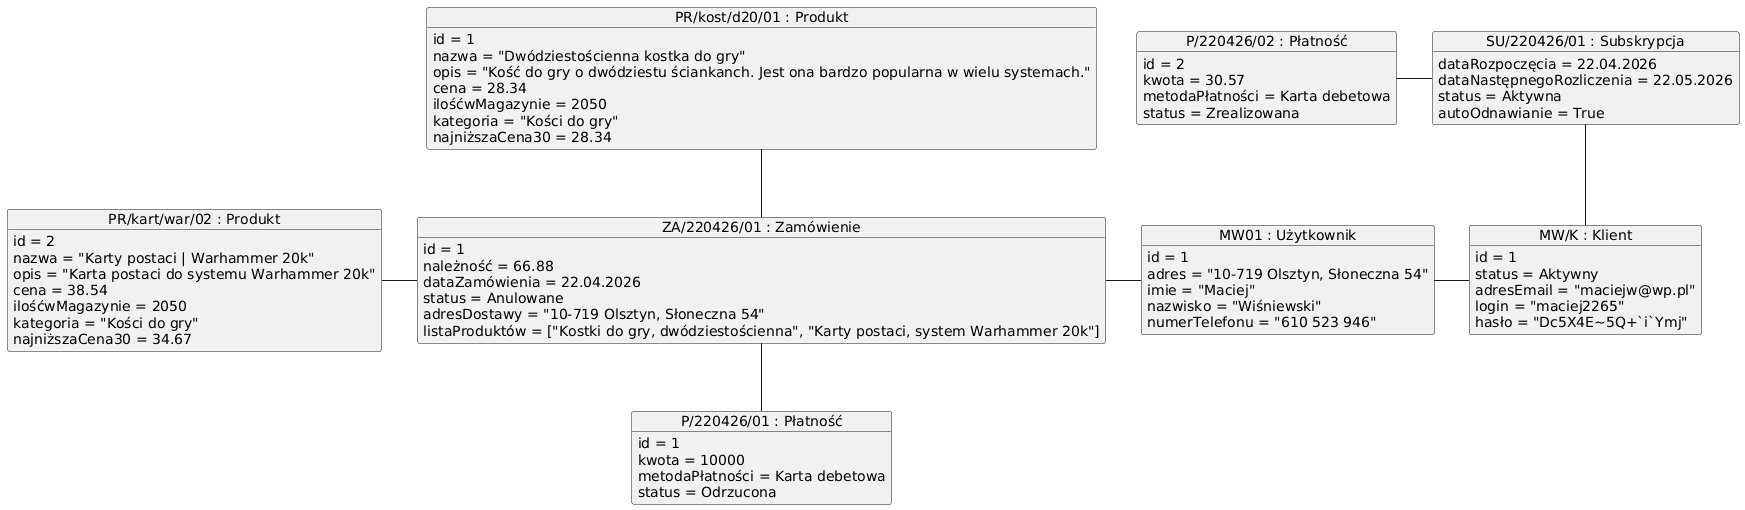 PR/kost/d20/01 : Produkt
id = 1
nazwa = "Dwódziestościenna kostka do gry"
opis = "Kość do gry o dwódziestu ściankanch. Jest ona bardzo popularna w wielu systemach."
cena = 28.34
ilośćwMagazynie = 2050
kategoria = "Kości do gry"
najniższaCena30 = 28.34
P/220426/02 : Płatność
id = 2
kwota = 30.57
metodaPłatności = Karta debetowa
status = Zrealizowana
SU/220426/01 : Subskrypcja
dataRozpoczęcia = 22.04.2026
dataNastępnegoRozliczenia = 22.05.2026
status = Aktywna
autoOdnawianie = True
PR/kart/war/02 : Produkt
id = 2
nazwa = "Karty postaci | Warhammer 20k"
opis = "Karta postaci do systemu Warhammer 20k"
cena = 38.54
ilośćwMagazynie = 2050
kategoria = "Kości do gry"
najniższaCena30 = 34.67
ZA/220426/01 : Zamówienie
id = 1
należność = 66.88
dataZamówienia = 22.04.2026
status = Anulowane
adresDostawy = "10-719 Olsztyn, Słoneczna 54"
listaProduktów = ["Kostki do gry, dwódziestościenna", "Karty postaci, system Warhammer 20k"]
MW01 : Użytkownik
id = 1
adres = "10-719 Olsztyn, Słoneczna 54"
imie = "Maciej"
nazwisko = "Wiśniewski"
numerTelefonu = "610 523 946"
MW/K : Klient
id = 1
status = Aktywny
adresEmail = "maciejw@wp.pl"
login = "maciej2265"
hasło = "Dc5X4E~5Q+`i`Ymj"
P/220426/01 : Płatność
id = 1
kwota = 10000
metodaPłatności = Karta debetowa
status = Odrzucona